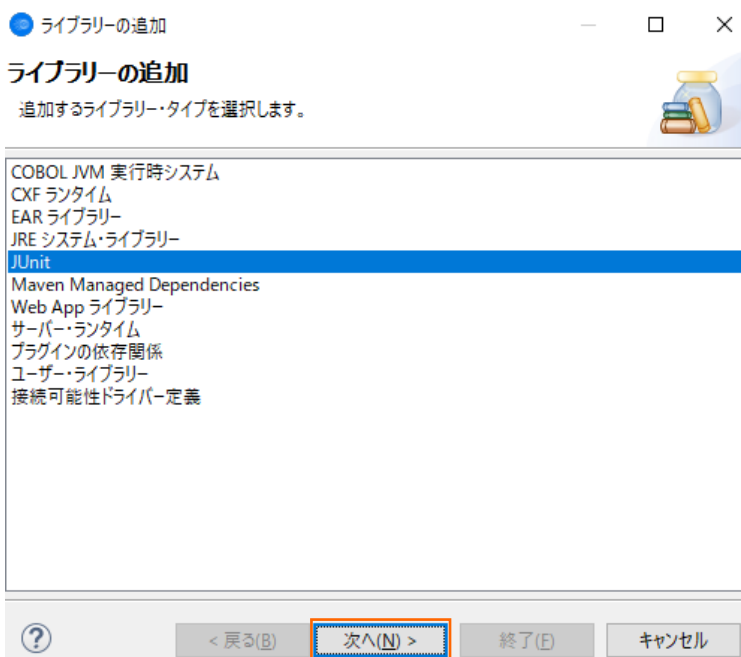 ライブラリーの追加
ライブラリーの追加
追加するライブラリー・タイプを選択します。
COBOL JVM 実行時システム
CXF ランタイム
EAR ライブラリー
JRE システム・ライブラリー
JUnit
Maven Managed Dependencies
Web App ライブラリー
サーバー・ランタイム
プラグインの依存関係
ユーザー・ライブラリー
接続可能性ドライバー定義
?
< 戻る(B)
次へ(N) >
終了(F)
キャンセル